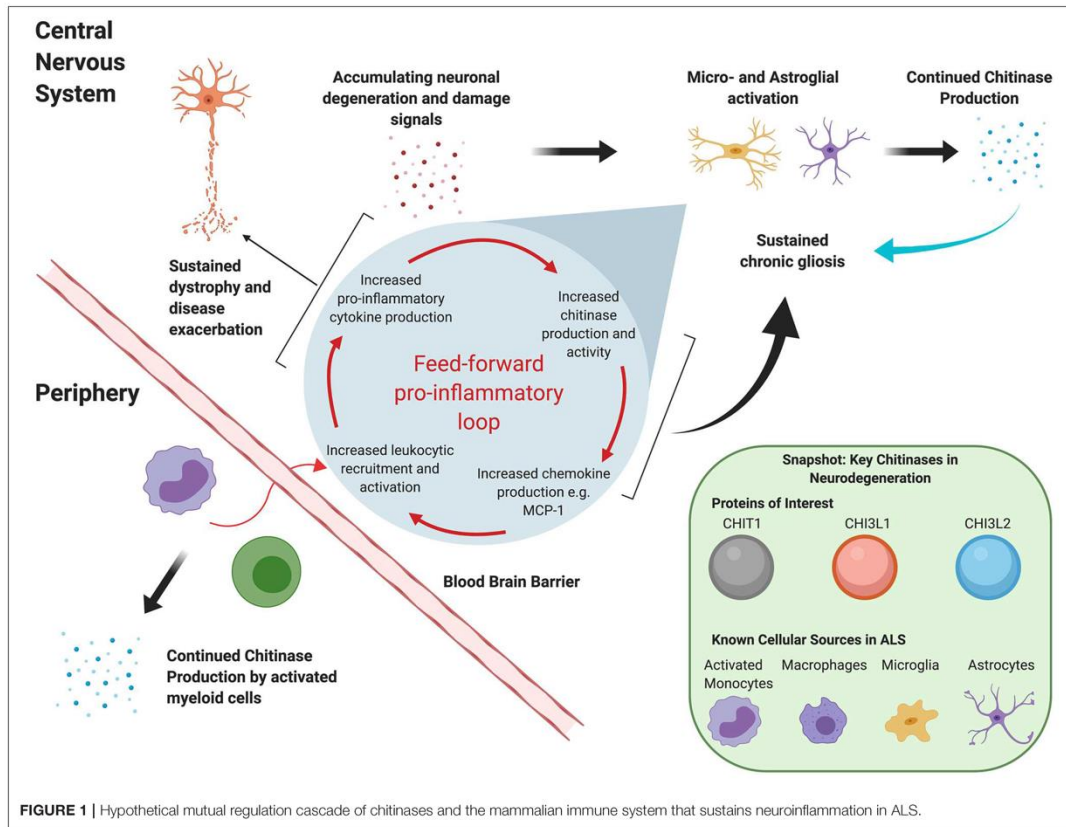 Central
Nervous
System
Accumulating neuronal
degeneration and damage
signals
Micro- and Astroglial
activation
Continued Chitinase
Production
Sustained
dystrophy and
disease
exacerbation
Sustained
chronic gliosis
Increased
pro-inflammatory
cytokine production
Increased
chitinase
production and
activity
Feed-forward
pro-inflammatory
loop
Increased leukocytic
recruitment and
activation
Increased chemokine
production e.g.
MCP-1
Periphery
Blood Brain Barrier
Continued Chitinase
Production by activated
myeloid cells
Snapshot: Key Chitinases in
Neurodegeneration
Proteins of Interest
CHIT1 CHI3L1 CHI3L2
Known Cellular Sources in ALS
Activated Macrophages Microglia Astrocytes
Monocytes
FIGURE 1 | Hypothetical mutual regulation cascade of chitinases and the mammalian immune system that sustains neuroinflammation in ALS.